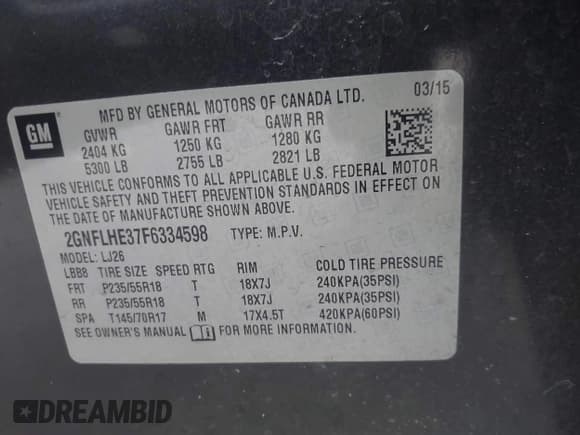 GM
MFD BY GENERAL MOTORS OF CANADA LTD. 03/15
GVWR GAWR FRT GAWR RR
2404 KG 1250 KG 1280 KG
5300 LB 2755 LB 2821 LB
THIS VEHICLE CONFORMS TO ALL APPLICABLE U.S. FEDERAL MOTOR
VEHICLE SAFETY AND THEFT PREVENTION STANDARDS IN EFFECT ON
THE DATE OF MANUFACTURE SHOWN ABOVE.
2GNFLHE37F6334598 TYPE: M.P.V.
MODEL: LJ26
LBB8 TIRE SIZE SPEED RTG RIM COLD TIRE PRESSURE
FRT P235/55R18 T 18X7J 240KPA(35PSI)
RR P235/55R18 T 18X7J 240KPA(35PSI)
SPA T145/70R17 M 17X4.5T 420KPA(60PSI)
SEE OWNER'S MANUAL FOR MORE INFORMATION.
DREAMBID